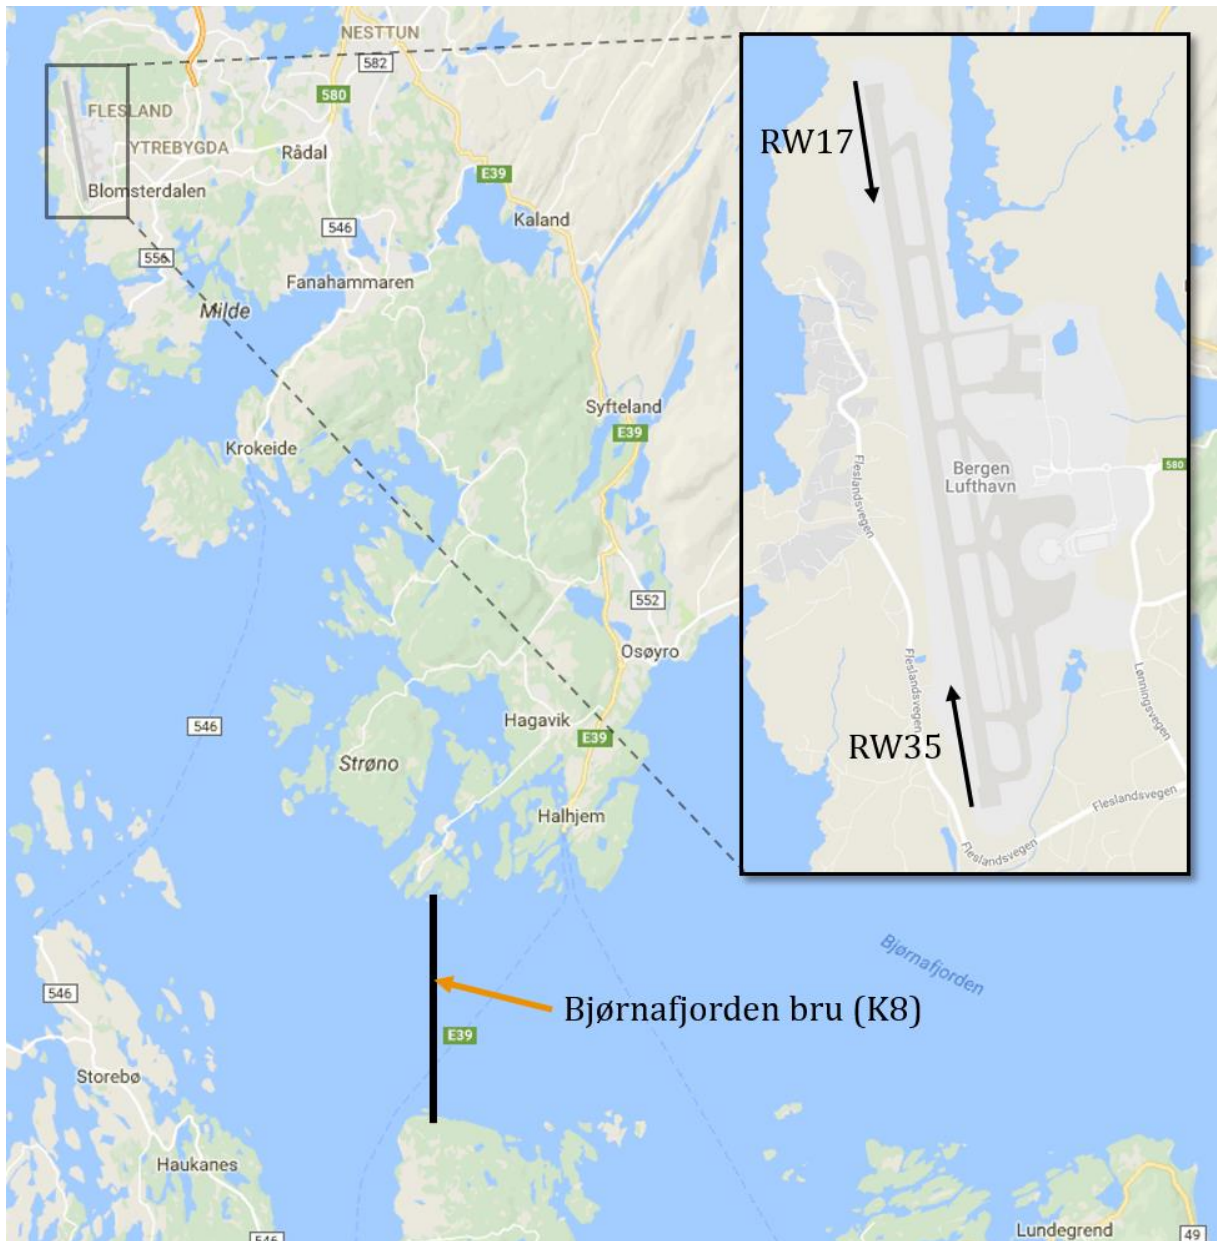 NESTTUN
582
580
FLESLAND
YTREBYGDA
Rådal
E39
Blomsterdalen
Kaland
546
556
Fanahammaren
Milde
Syfteland
E39
Krokeide
552
Osøyro
546
Hagavik
E39
Strøno
Halhjem
RW17
Fleslandsvegen
Bergen
Lufthavn
580
Fleslandsvegen
Lønningsvegen
RW35
Fleslandsvegen
Fleslandsvegen
Bjørnafjorden
546
Bjørnafjorden bru (K8)
E39
Storebø
Haukanes
546
Lundegrend
49